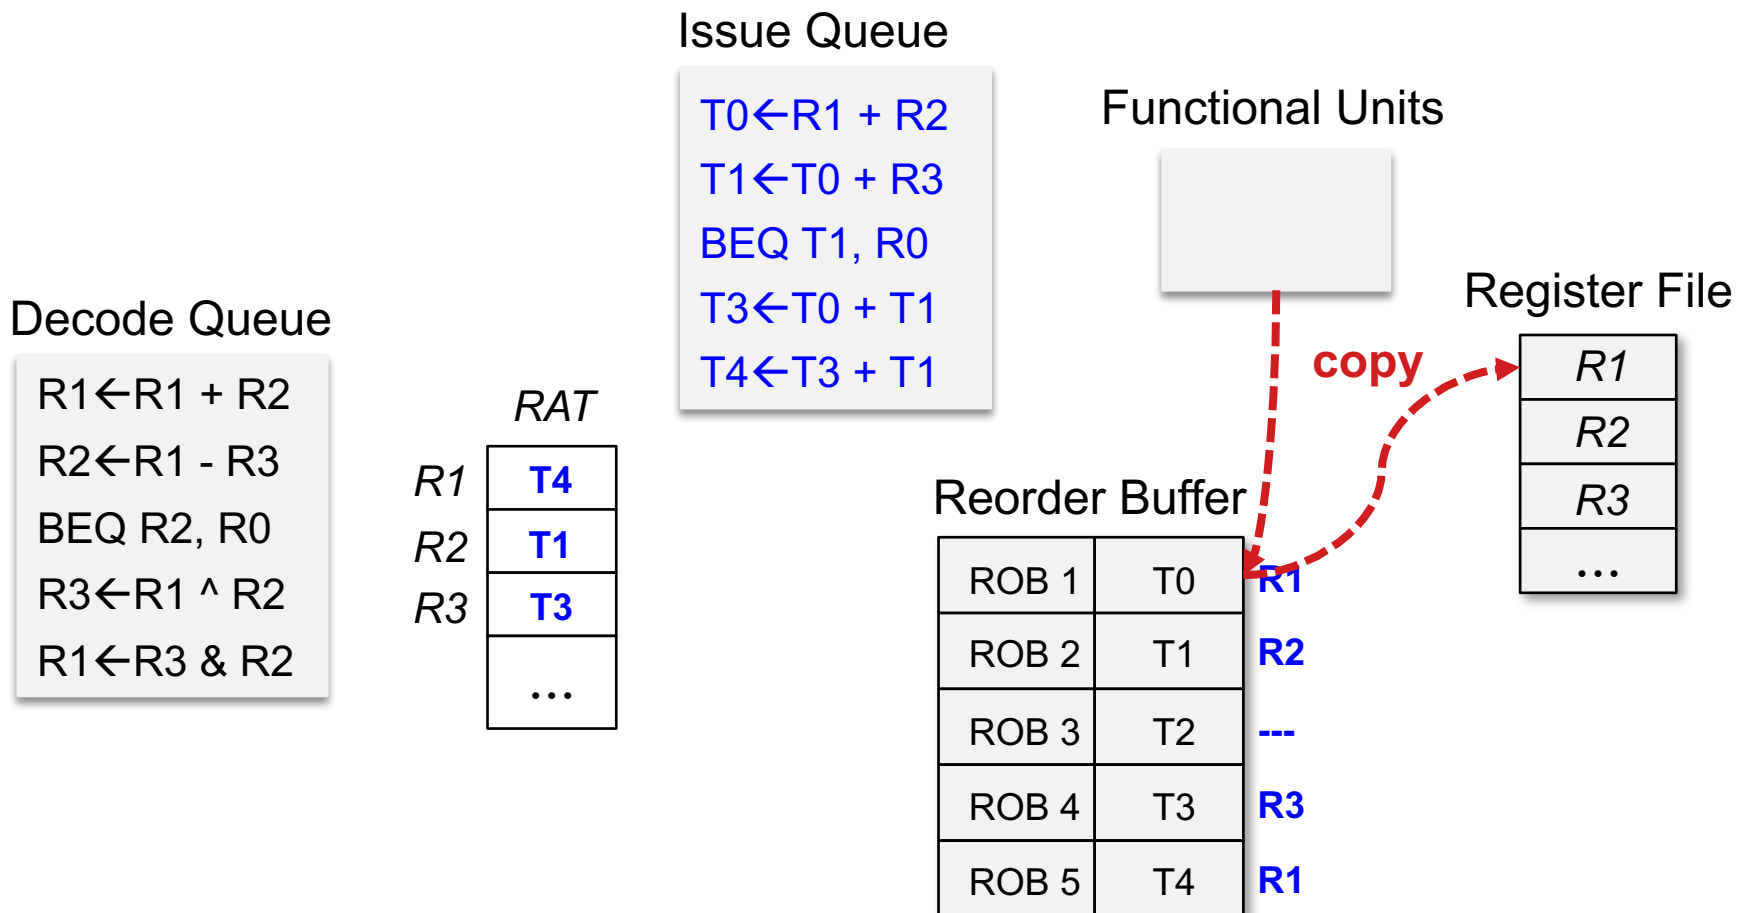 Issue Queue
T0←R1 + R2
T1←T0 + R3
BEQ T1, R0
T3←T0 + T1
T4←T3 + T1
Functional Units
Decode Queue
R1←R1 + R2
R2←R1 - R3
BEQ R2, R0
R3←R1 ^ R2
R1←R3 & R2
RAT
R1 T4
R2 T1
R3 T3
...
copy
Register File
R1
R2
R3
...
Reorder Buffer
ROB 1 T0 R1
ROB 2 T1 R2
ROB 3 T2 ---
ROB 4 T3 R3
ROB 5 T4 R1